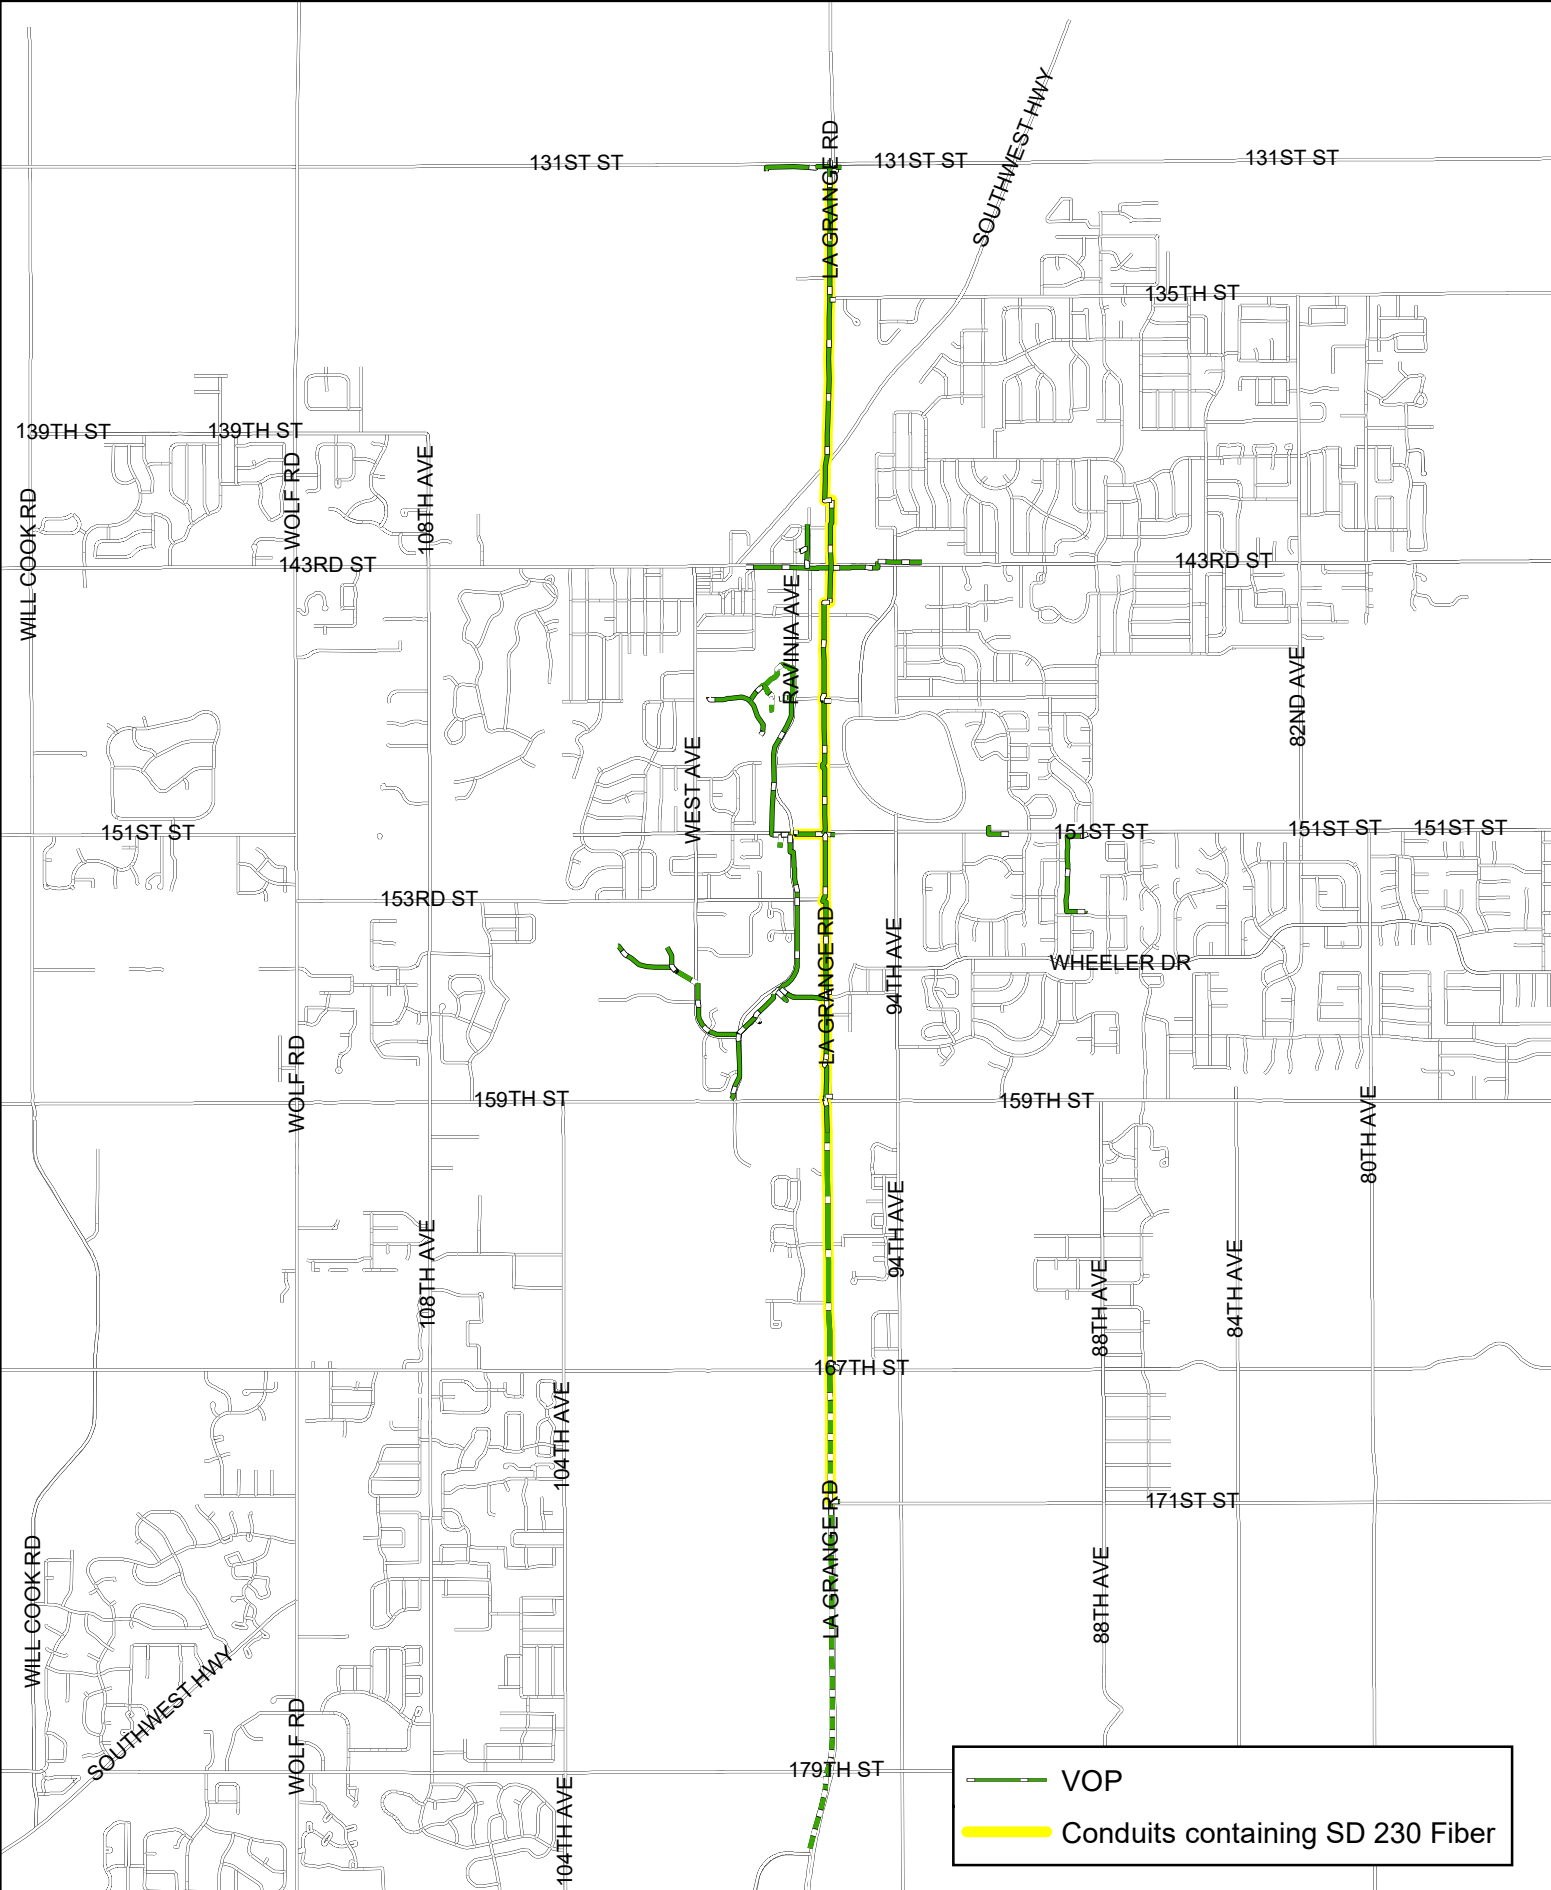 LA GRANGE RD
SOUTHWEST HWY
131ST ST
131ST ST
131ST ST
135TH ST
139TH ST
139TH ST
WOLF RD
108TH AVE
WILL COOK RD
143RD ST
143RD ST
RAVINIA AVE
82ND AVE
WEST AVE
151ST ST
151ST ST
151ST ST
151ST ST
153RD ST
LA GRANGE RD
94TH AVE
WHEELER DR
WOLF RD
159TH ST
159TH ST
80TH AVE
94TH AVE
108TH AVE
88TH AVE
84TH AVE
167TH ST
104TH AVE
LA GRANGE RD
171ST ST
WILL COOK RD
88TH AVE
SOUTHWEST HWY
WOLF RD
179TH ST
104TH AVE
VOP
Conduits containing SD 230 Fiber